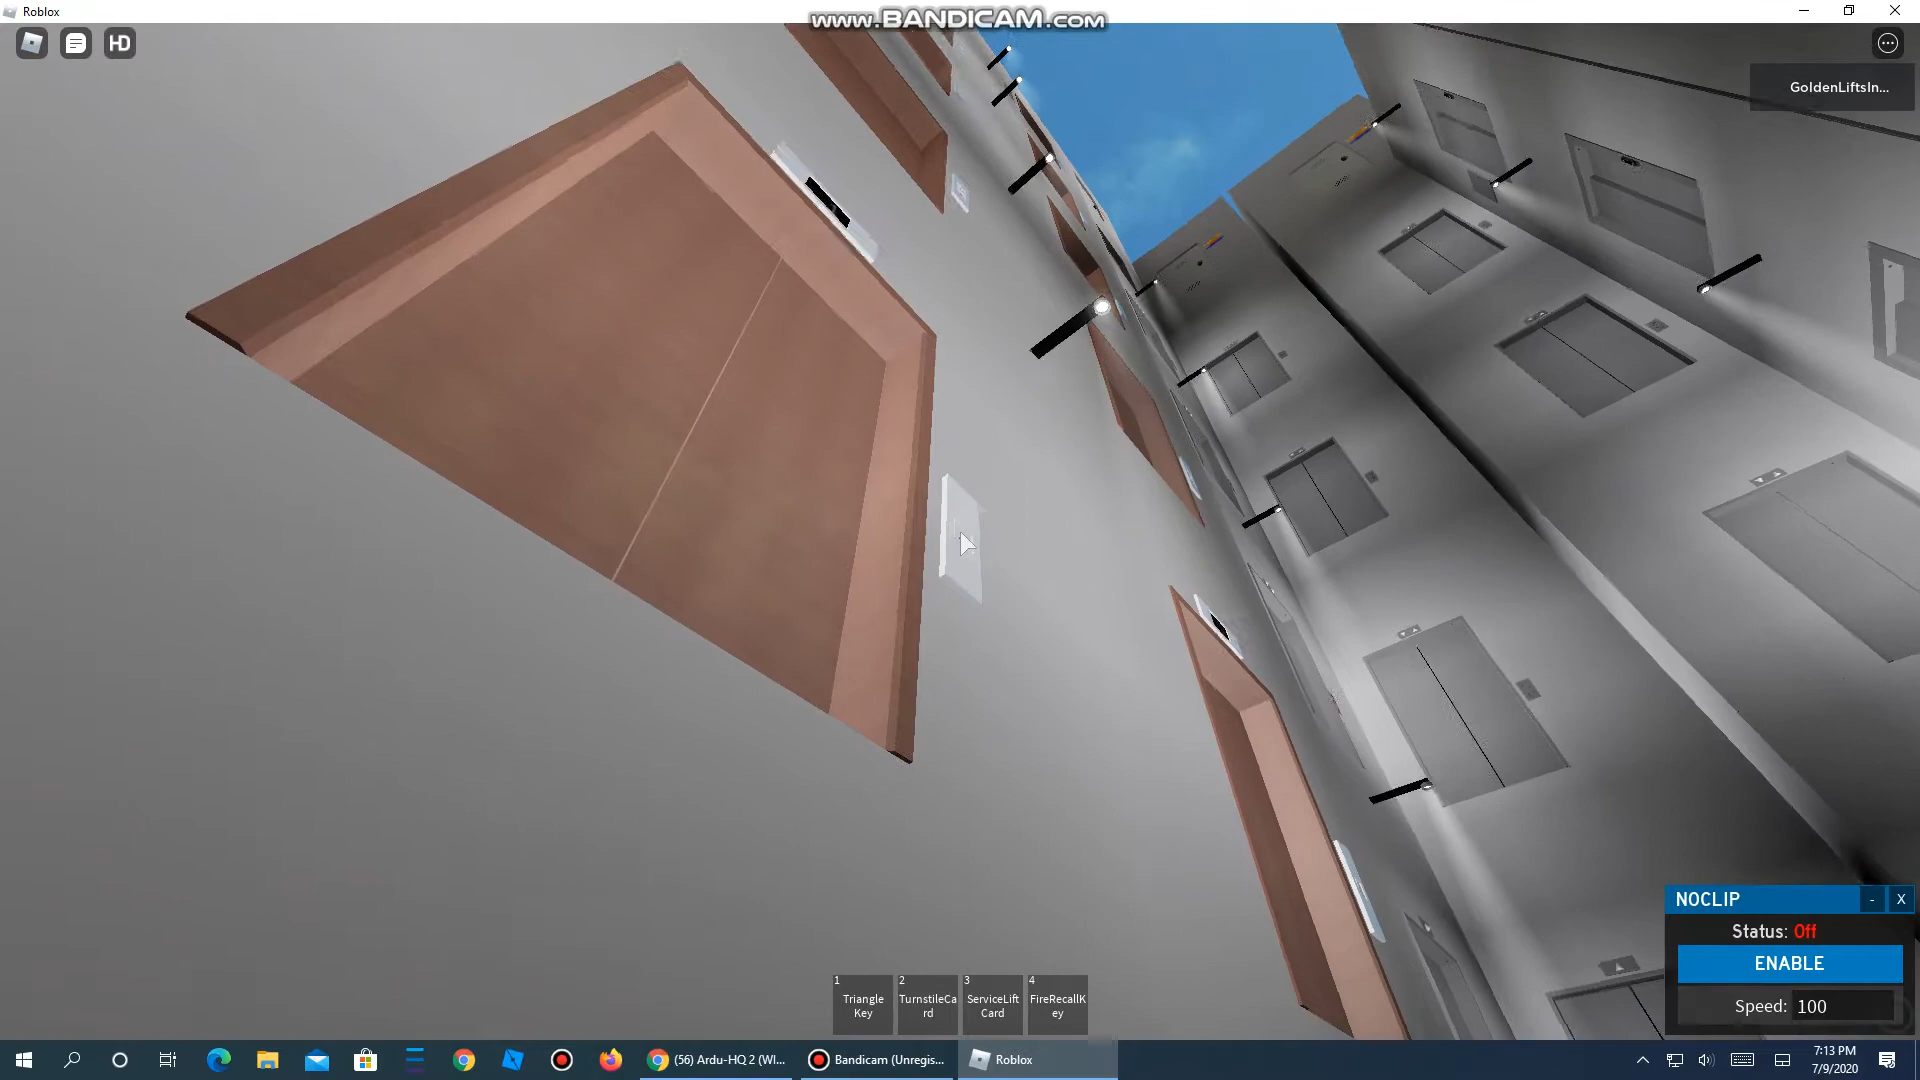 Roblox
www.BANDICAM.com
HD
GoldenLiftsIn...
NOCLIP
- X
Status: Off
ENABLE
Speed: 100
1 2 3 4
Triangle Key
TurnstileCa rd
ServiceLift Card
FireRecallK ey
(56) Ardu-HQ 2 (WI...
Bandicam (Unregis...
Roblox
7:13 PM
7/9/2020